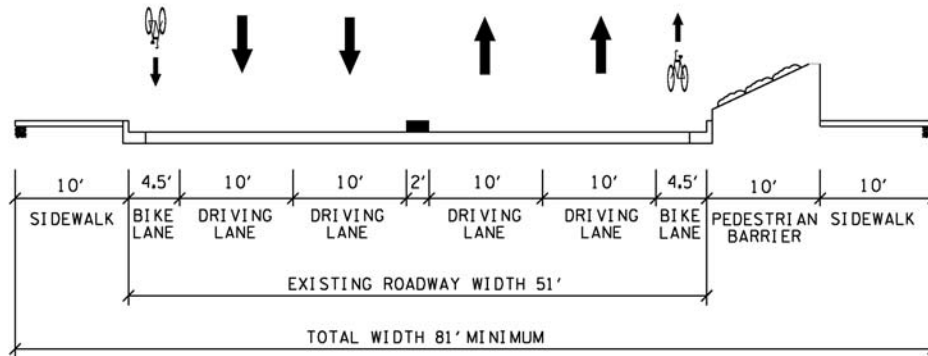 10' 4.5' 10' 10' 2' 10' 10' 4.5' 10' 10'
SIDEWALK BIKE LANE DRIVING LANE DRIVING LANE DRIVING LANE DRIVING LANE BIKE LANE PEDESTRIAN BARRIER SIDEWALK
EXISTING ROADWAY WIDTH 51'
TOTAL WIDTH 81' MINIMUM